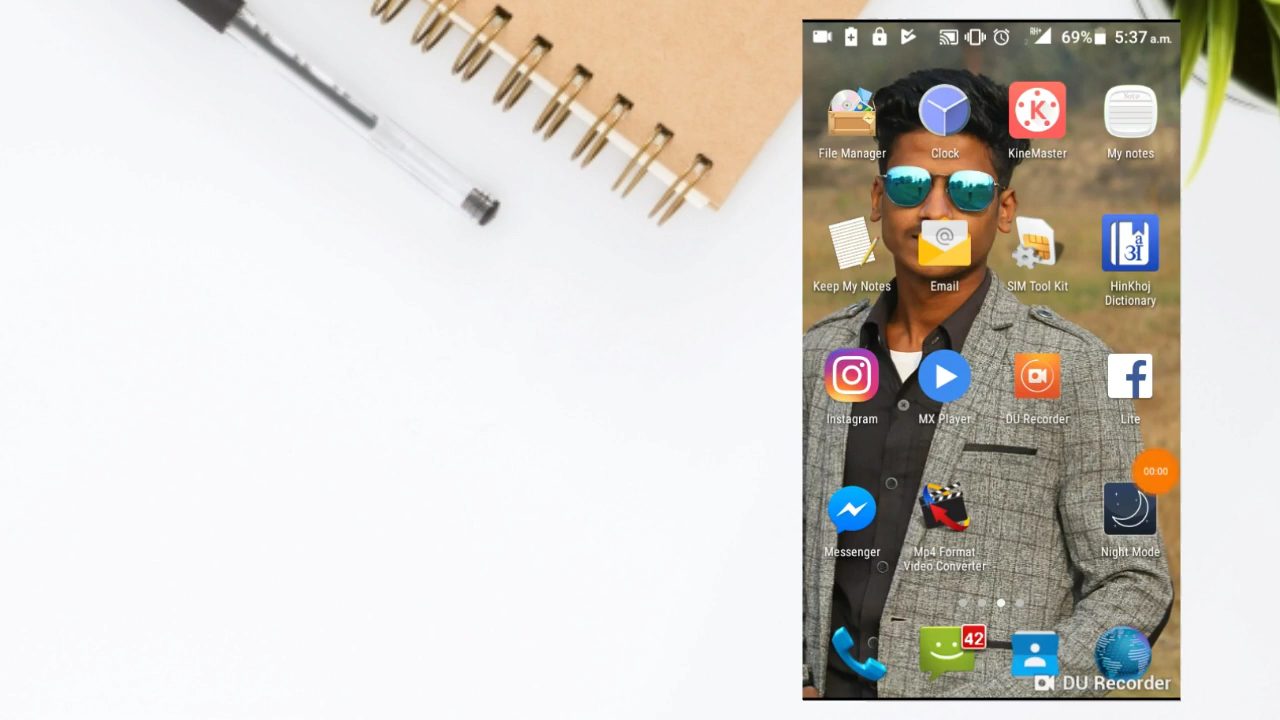 69% 5:37 a.m.
File Manager Clock KineMaster My notes
Keep My Notes Email SIM Tool Kit HinKhoj Dictionary
Instagram MX Player DU Recorder Lite
00:00
Messenger Mp4 Format Video Converter Night Mode
42
DU Recorder